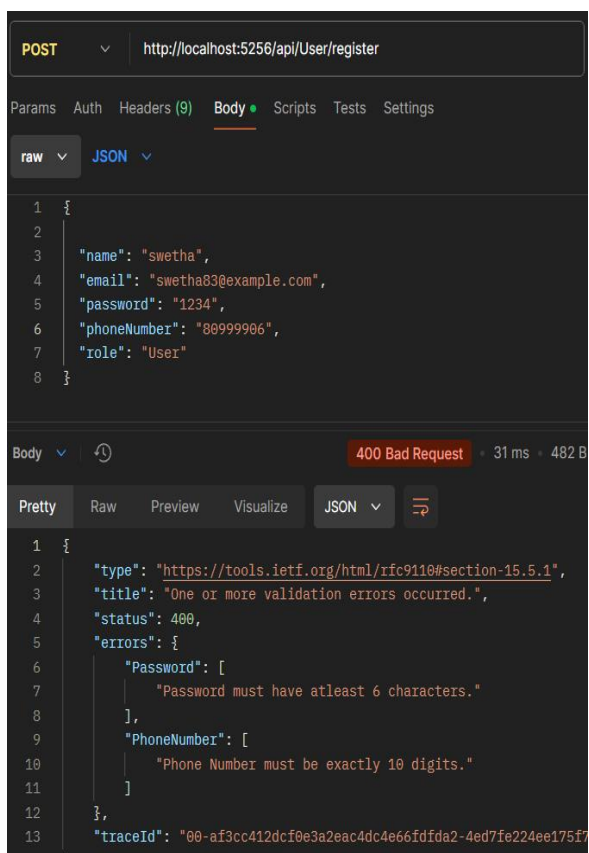 POST http://localhost:5256/api/User/register
Params Auth Headers (9) Body Scripts Tests Settings
raw JSON
1 {
2
3 "name": "swetha",
4 "email": "swetha83@example.com",
5 "password": "1234",
6 "phoneNumber": "80999906",
7 "role": "User"
8 }
Body 400 Bad Request 31 ms 482 B
Pretty Raw Preview Visualize JSON
1 {
2 "type": "https://tools.ietf.org/html/rfc9110#section-15.5.1",
3 "title": "One or more validation errors occurred.",
4 "status": 400,
5 "errors": {
6 "Password": [
7 "Password must have atleast 6 characters."
8 ],
9 "PhoneNumber": [
10 "Phone Number must be exactly 10 digits."
11 ]
12 },
13 "traceId": "00-af3cc412dcf0e3a2eac4dc4e66fdfda2-4ed7fe224ee175f7